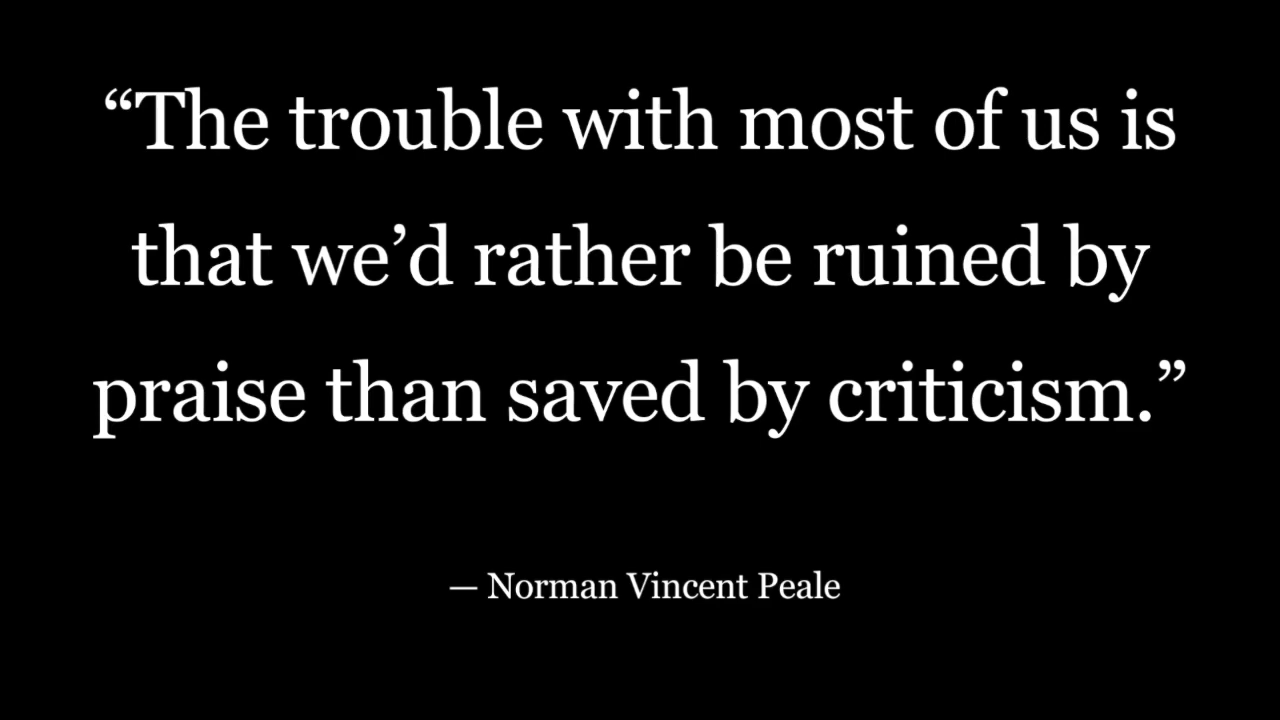 “The trouble with most of us is
that we’d rather be ruined by
praise than saved by criticism.”
— Norman Vincent Peale